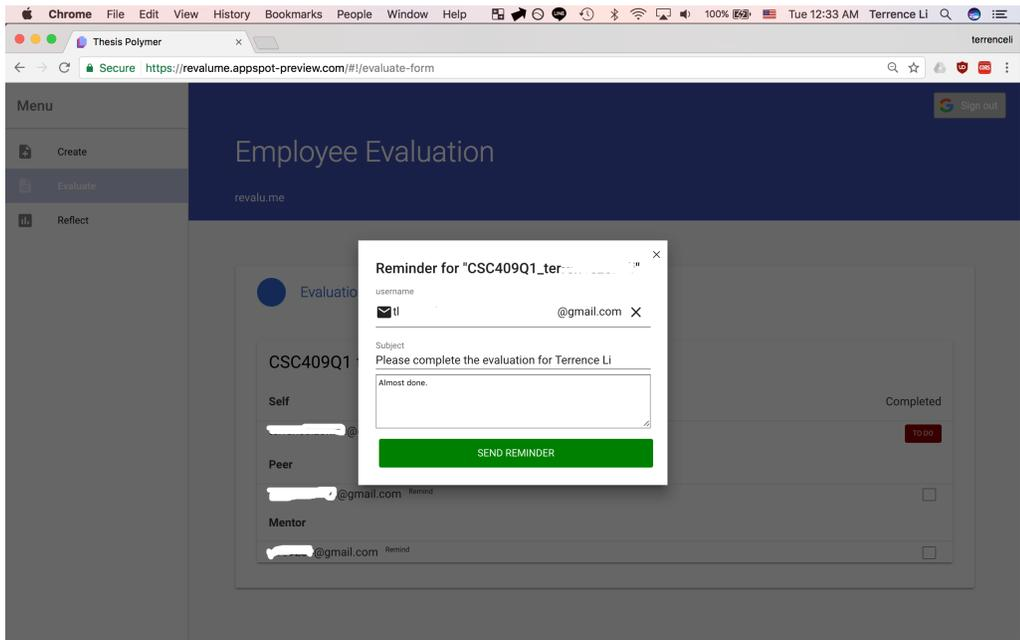 Chrome File Edit View History Bookmarks People Window Help 100% Tue 12:33 AM Terrence Li
Thesis Polymer terrenceli
Secure https://revalume.appspot-preview.com/#!/evaluate-form
Menu
Sign out
Create
Employee Evaluation
Evaluate
revalu.me
Reflect
Reminder for "CSC409Q1_ter
Evaluatio
username
tl @gmail.com
Subject
Please complete the evaluation for Terrence Li
CSC409Q1
Almost done.
Self Completed
@
TO DO
SEND REMINDER
Peer
@gmail.com Remind
Mentor
@gmail.com Remind